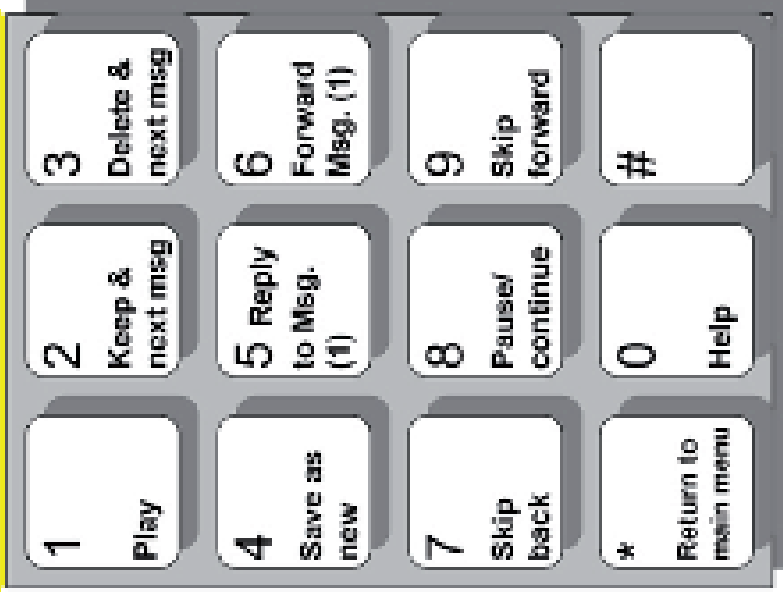 1
Play
2
Keep &
next msg
3
Delete &
next msg
4
Save as
new
5 Reply
to Msg.
(1)
6
Forward
Msg. (1)
7
Skip
back
8
Pause/
continue
9
Skip
forward
*
Return to
main menu
0
Help
#